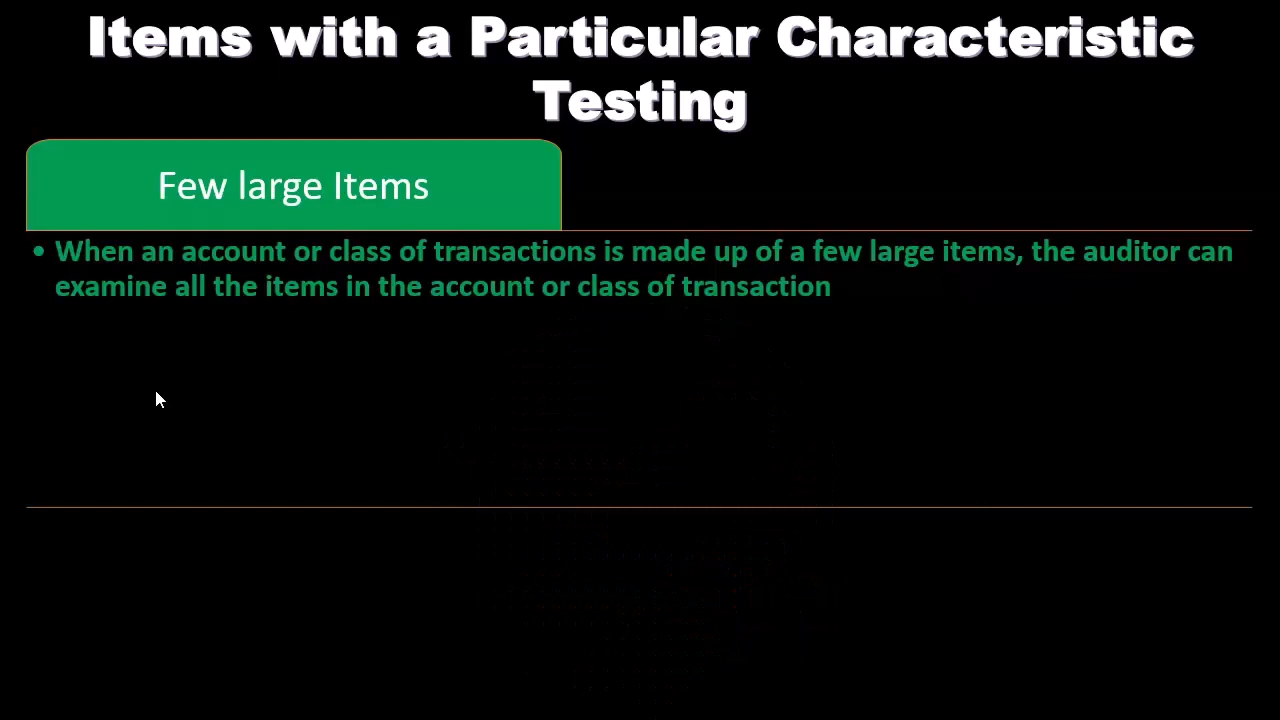 Items with a Particular Characteristic
Testing
Few large Items
• When an account or class of transactions is made up of a few large items, the auditor can
examine all the items in the account or class of transaction